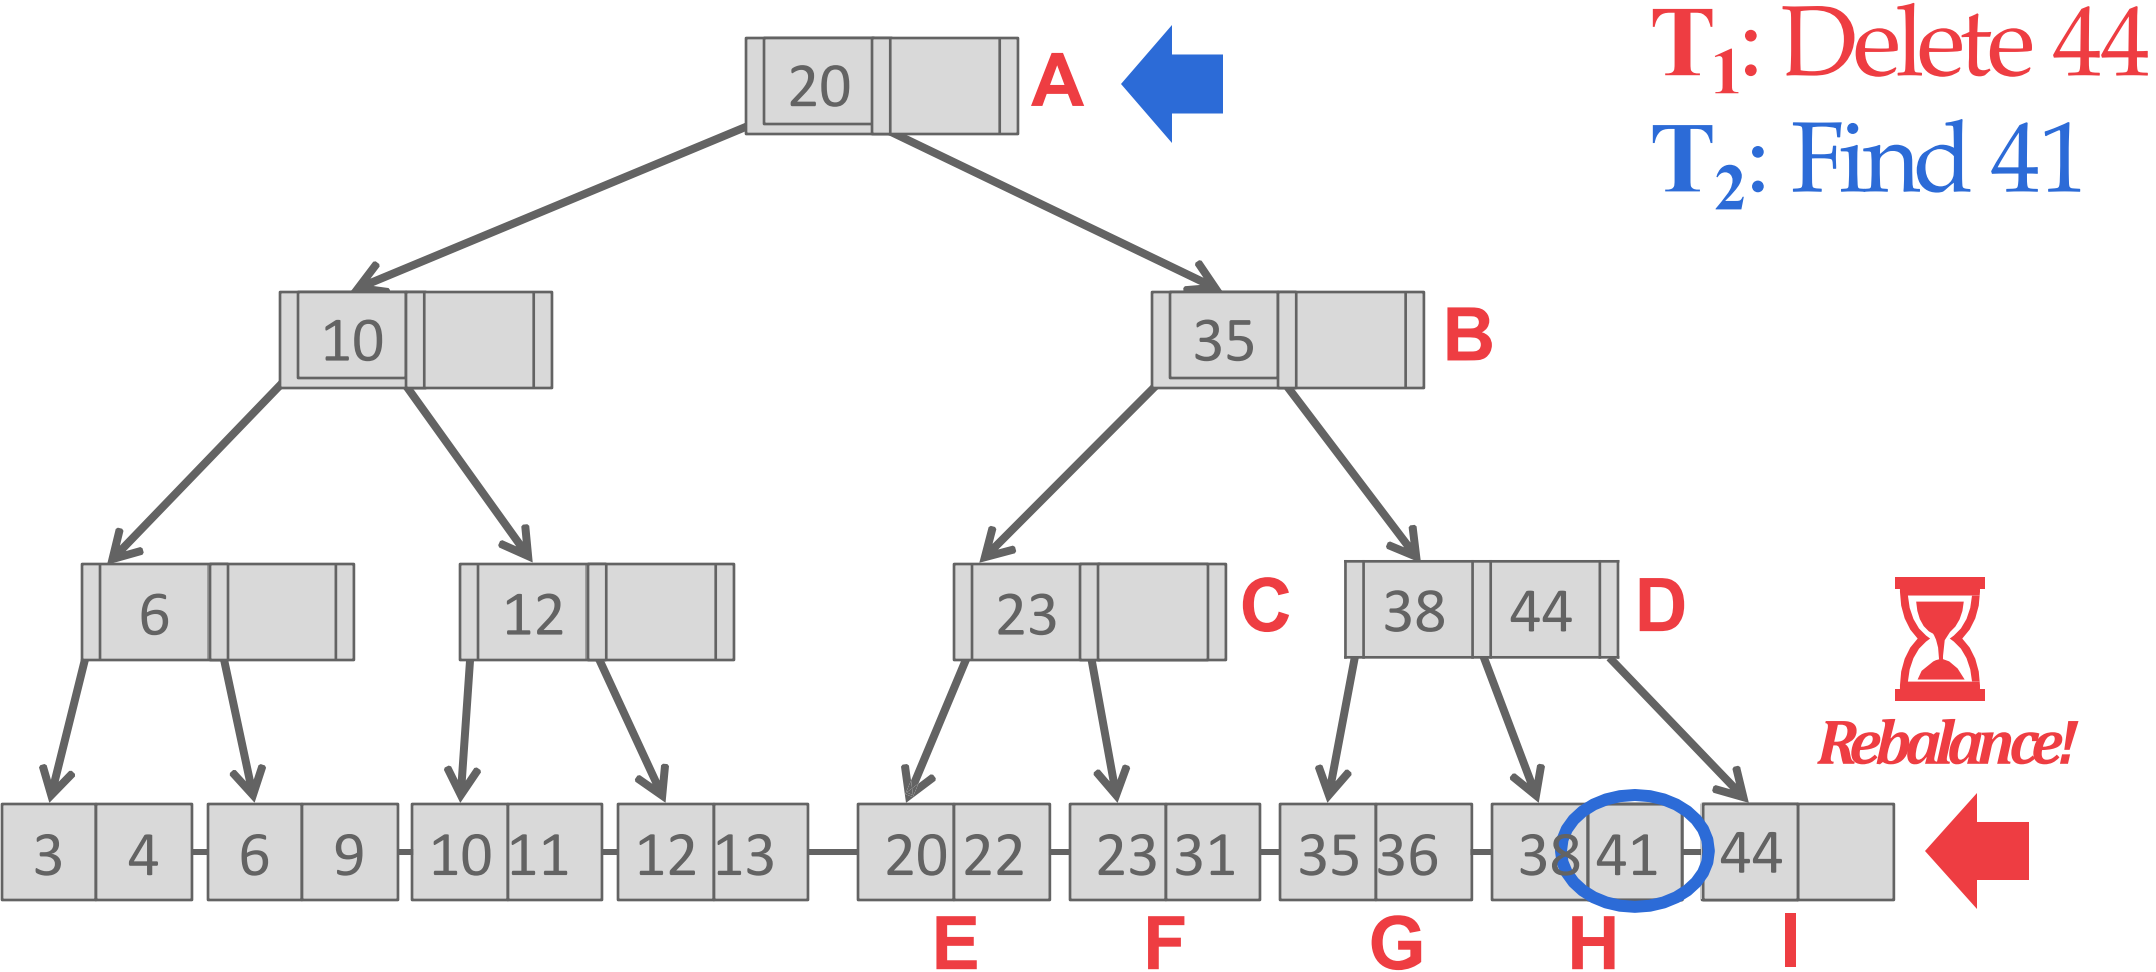 T1: Delete 44
T2: Find 41
20 A
10
35 B
6
12
23 C
38 44 D
Rebalance!
3 4 6 9 10 11 12 13 20 22 23 31 35 36 38 41 44
E F G H I